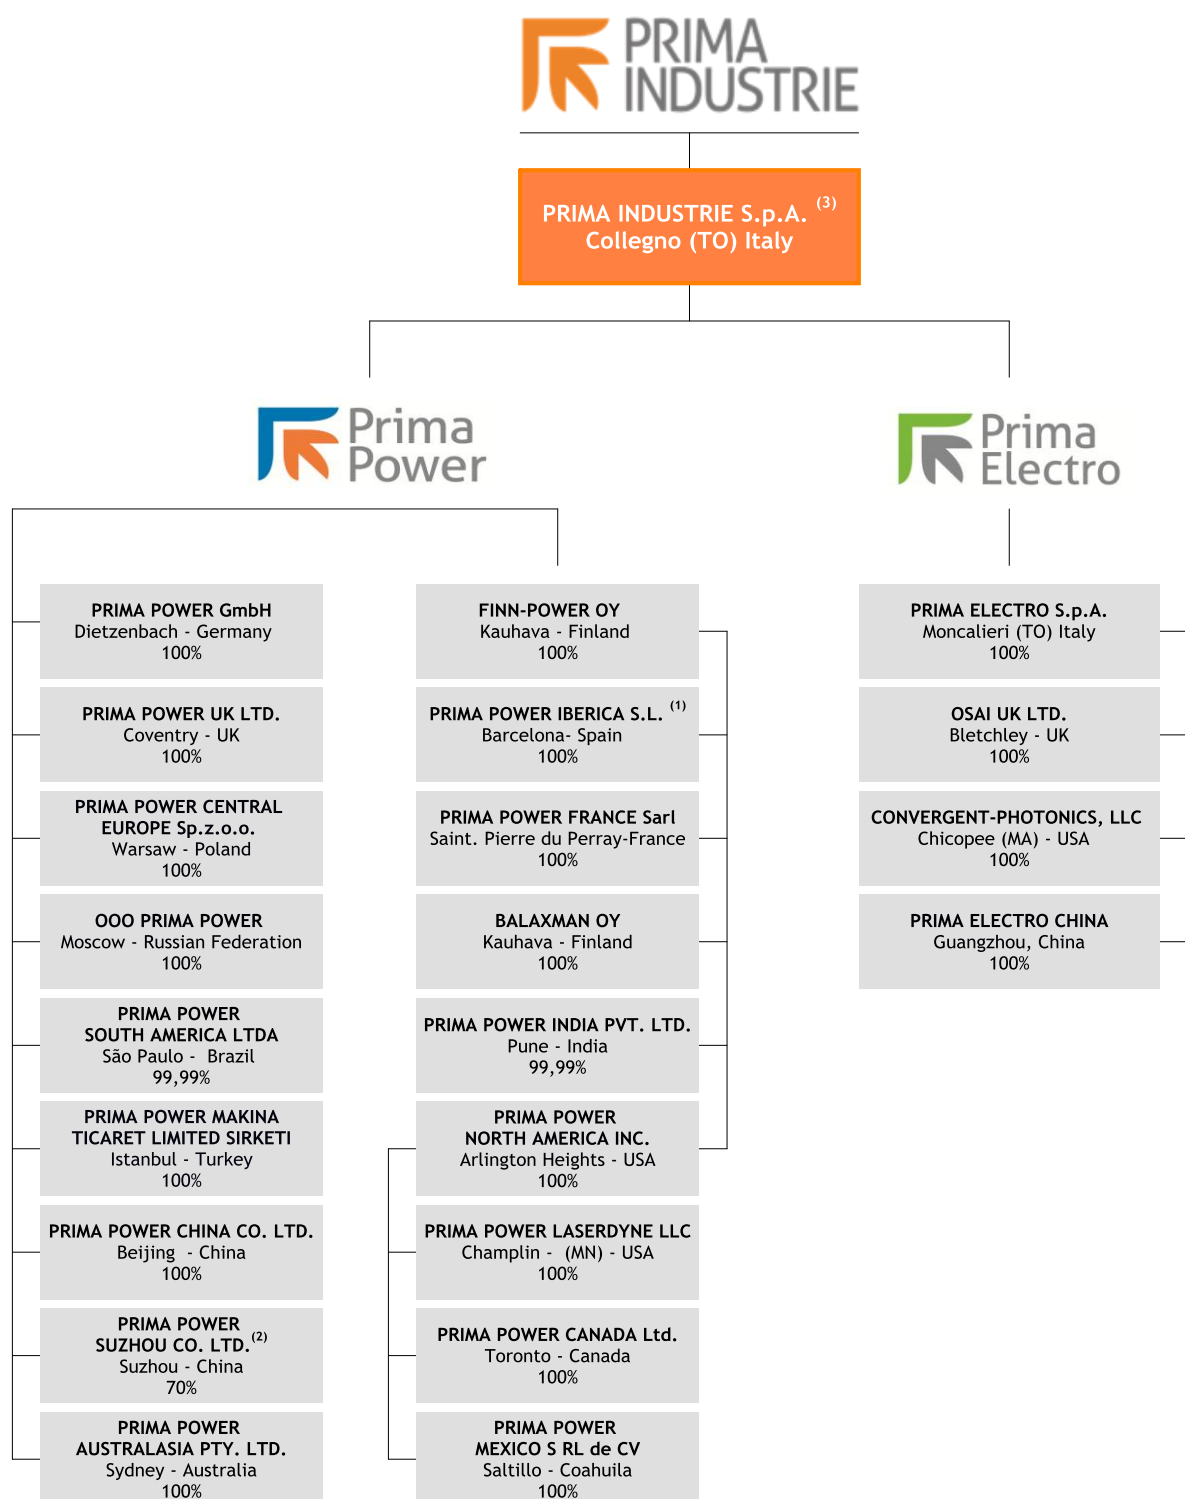 PRIMA
INDUSTRIE
PRIMA INDUSTRIE S.p.A. (3)
Collegno (TO) Italy
Prima
Power
Prima
Electro
PRIMA POWER GmbH
Dietzenbach - Germany
100%
PRIMA POWER UK LTD.
Coventry - UK
100%
PRIMA POWER CENTRAL
EUROPE Sp.z.o.o.
Warsaw - Poland
100%
OOO PRIMA POWER
Moscow - Russian Federation
100%
PRIMA POWER
SOUTH AMERICA LTDA
São Paulo - Brazil
99,99%
PRIMA POWER MAKINA
TICARET LIMITED SIRKETI
Istanbul - Turkey
100%
PRIMA POWER CHINA CO. LTD.
Beijing - China
100%
PRIMA POWER
SUZHOU CO. LTD. (2)
Suzhou - China
70%
PRIMA POWER
AUSTRALASIA PTY. LTD.
Sydney - Australia
100%
FINN-POWER OY
Kauhava - Finland
100%
PRIMA POWER IBERICA S.L. (1)
Barcelona- Spain
100%
PRIMA POWER FRANCE Sarl
Saint. Pierre du Perray-France
100%
BALAXMAN OY
Kauhava - Finland
100%
PRIMA POWER INDIA PVT. LTD.
Pune - India
99,99%
PRIMA POWER
NORTH AMERICA INC.
Arlington Heights - USA
100%
PRIMA POWER LASERDYNE LLC
Champlin - (MN) - USA
100%
PRIMA POWER CANADA Ltd.
Toronto - Canada
100%
PRIMA POWER
MEXICO S RL de CV
Saltillo - Coahuila
100%
PRIMA ELECTRO S.p.A.
Moncalieri (TO) Italy
100%
OSAI UK LTD.
Bletchley - UK
100%
CONVERGENT-PHOTONICS, LLC
Chicopee (MA) - USA
100%
PRIMA ELECTRO CHINA
Guangzhou, China
100%